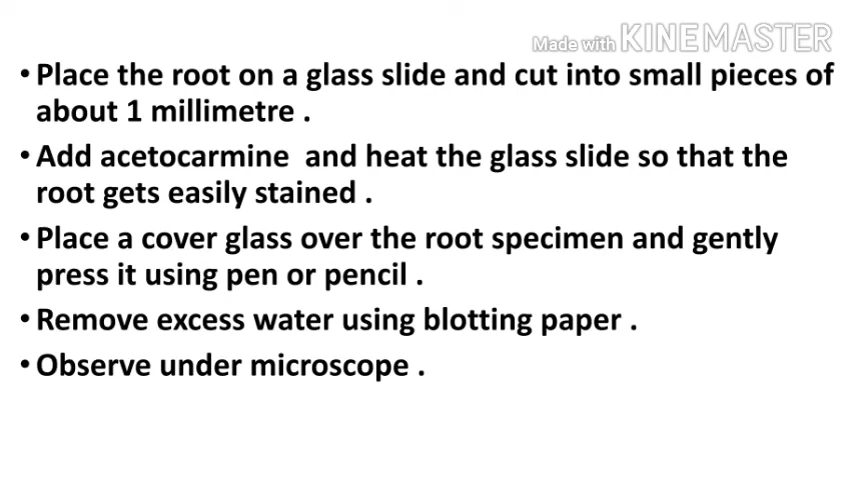 Made with KINEMASTER
• Place the root on a glass slide and cut into small pieces of
about 1 millimetre .
• Add acetocarmine  and heat the glass slide so that the
root gets easily stained .
• Place a cover glass over the root specimen and gently
press it using pen or pencil .
• Remove excess water using blotting paper .
• Observe under microscope .